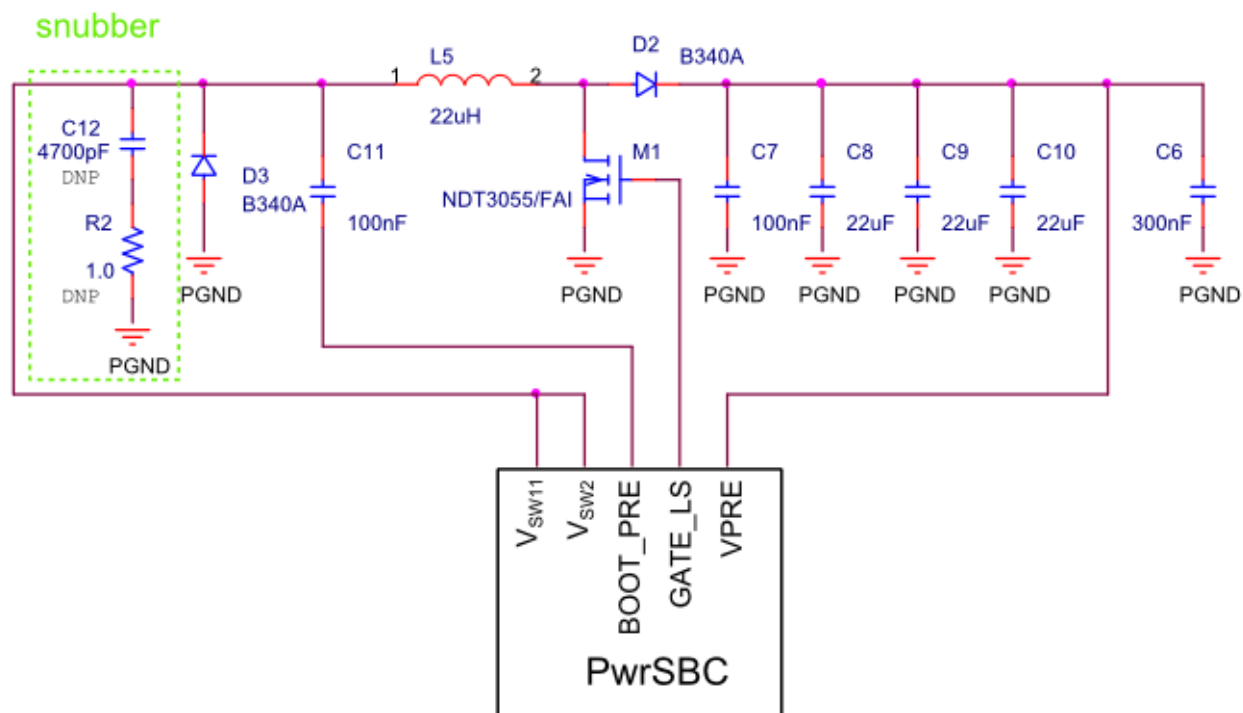 snubber
L5
D2
B340A
1
2
22uH
C12
4700pF
DNP
R2
1.0
DNP
PGND
D3
B340A
PGND
C11
100nF
M1
NDT3055/FAI
PGND
C7
100nF
PGND
C8
22uF
PGND
C9
22uF
PGND
C10
22uF
PGND
C6
300nF
PGND
VSW11
VSW2
BOOT_PRE
GATE_LS
VPRE
PwrSBC